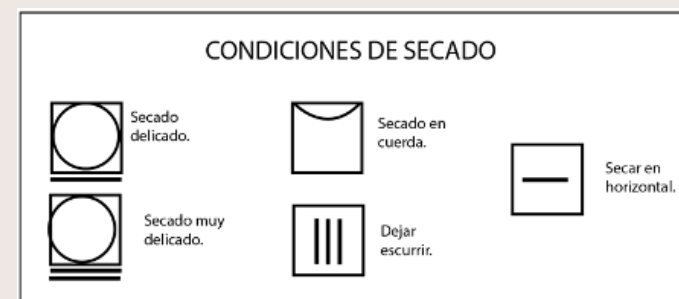 CONDICIONES DE SECADO
Secado
delicado.
Secado en
cuerda.
Secar en
horizontal.
Secado muy
delicado.
Dejar
escurrir.